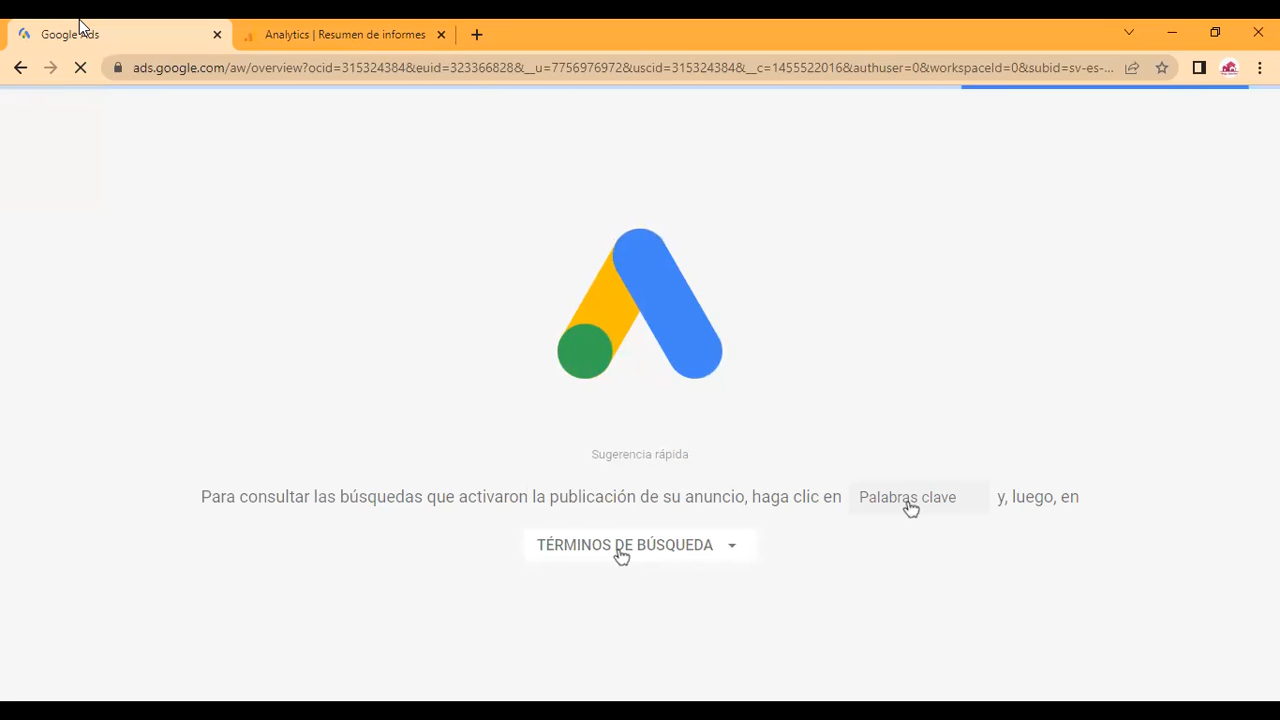 Google Ads
Analytics | Resumen de informes
ads.google.com/aw/overview?ocid=315324384&euid=323366828&__u=7756976972&uscid=315324384&__c=1455522016&authuser=0&workspaceId=0&subid=sv-es-...
Sugerencia rápida
Para consultar las búsquedas que activaron la publicación de su anuncio, haga clic en Palabras clave y, luego, en
TÉRMINOS DE BÚSQUEDA